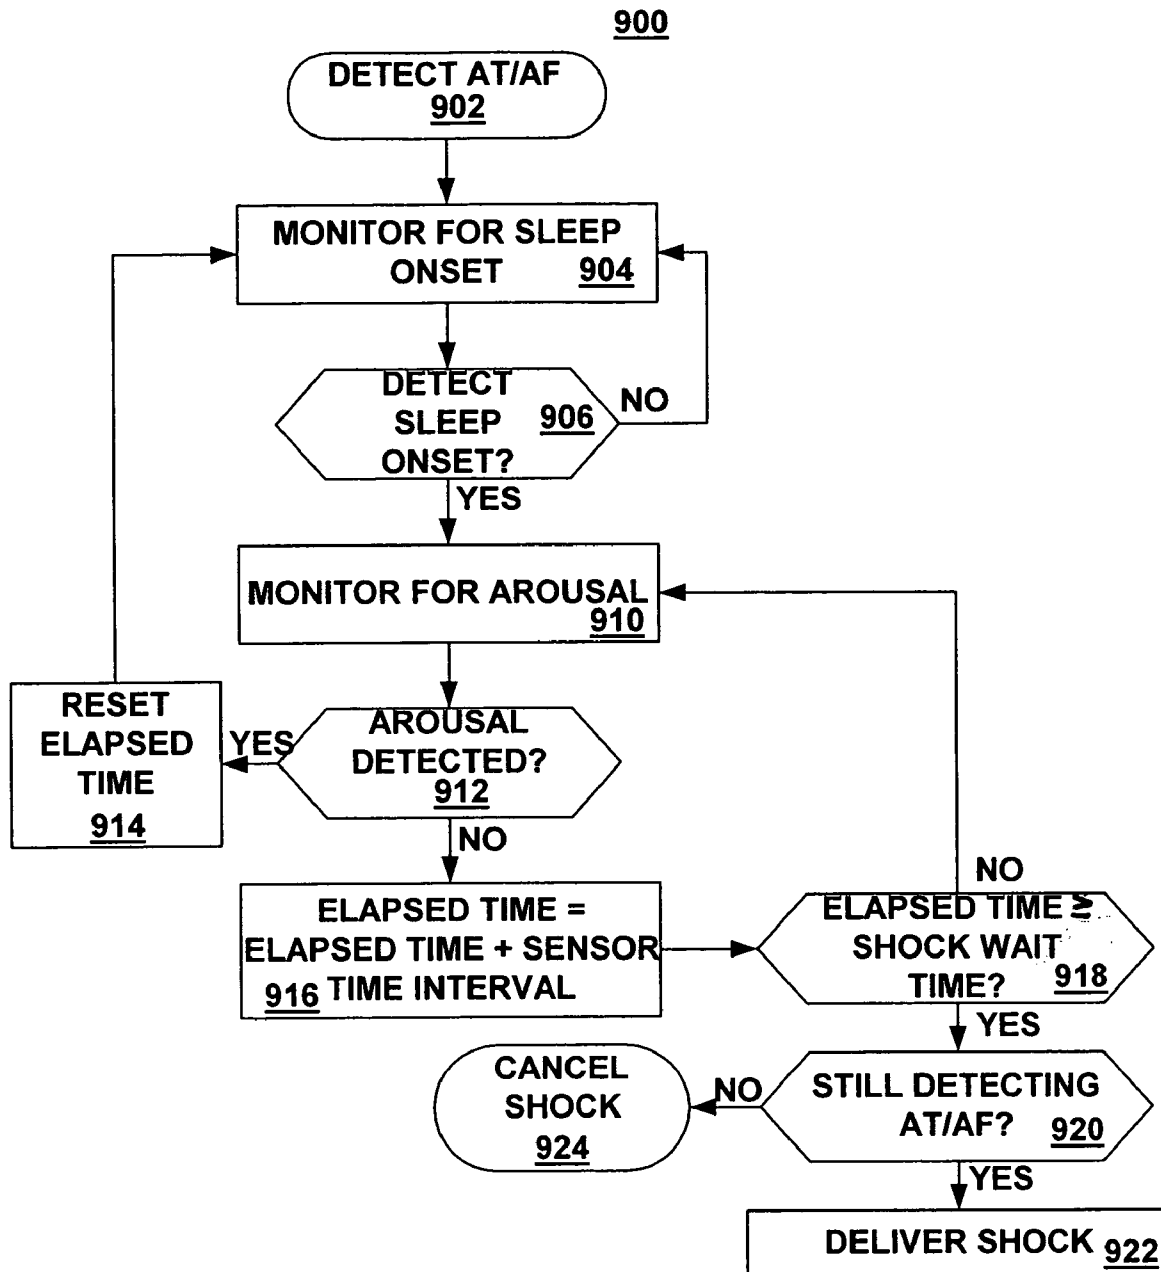 900
DETECT AT/AF
902
MONITOR FOR SLEEP
ONSET 904
DETECT
SLEEP
ONSET?
906
NO
YES
MONITOR FOR AROUSAL
910
RESET
ELAPSED
TIME
914
YES
AROUSAL
DETECTED?
912
NO
ELAPSED TIME =
ELAPSED TIME + SENSOR
916 TIME INTERVAL
NO
ELAPSED TIME ≥
SHOCK WAIT
TIME? 918
YES
CANCEL
SHOCK
924
NO
STILL DETECTING
AT/AF? 920
YES
DELIVER SHOCK 922